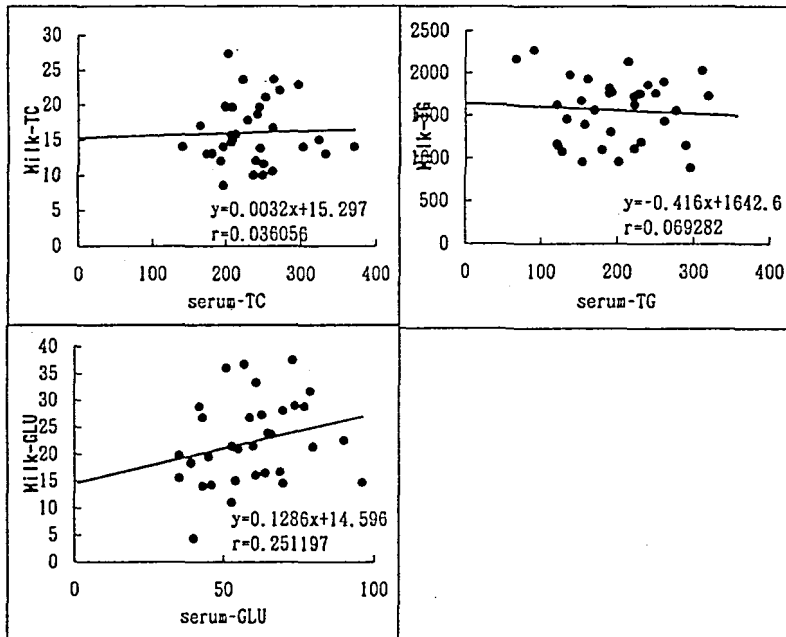 30
25
20
15
10
5
0
Milk-TC
y=0.0032x+15.297
r=0.036056
0 100 200 300 400
serum-TC
2500
2000
1500
1000
500
0
Milk-TG
y=-0.416x+1642.6
r=0.069282
0 100 200 300 400
serum-TG
40
35
30
25
20
15
10
5
0
Milk-GLU
y=0.1286x+14.596
r=0.251197
0 50 100
serum-GLU